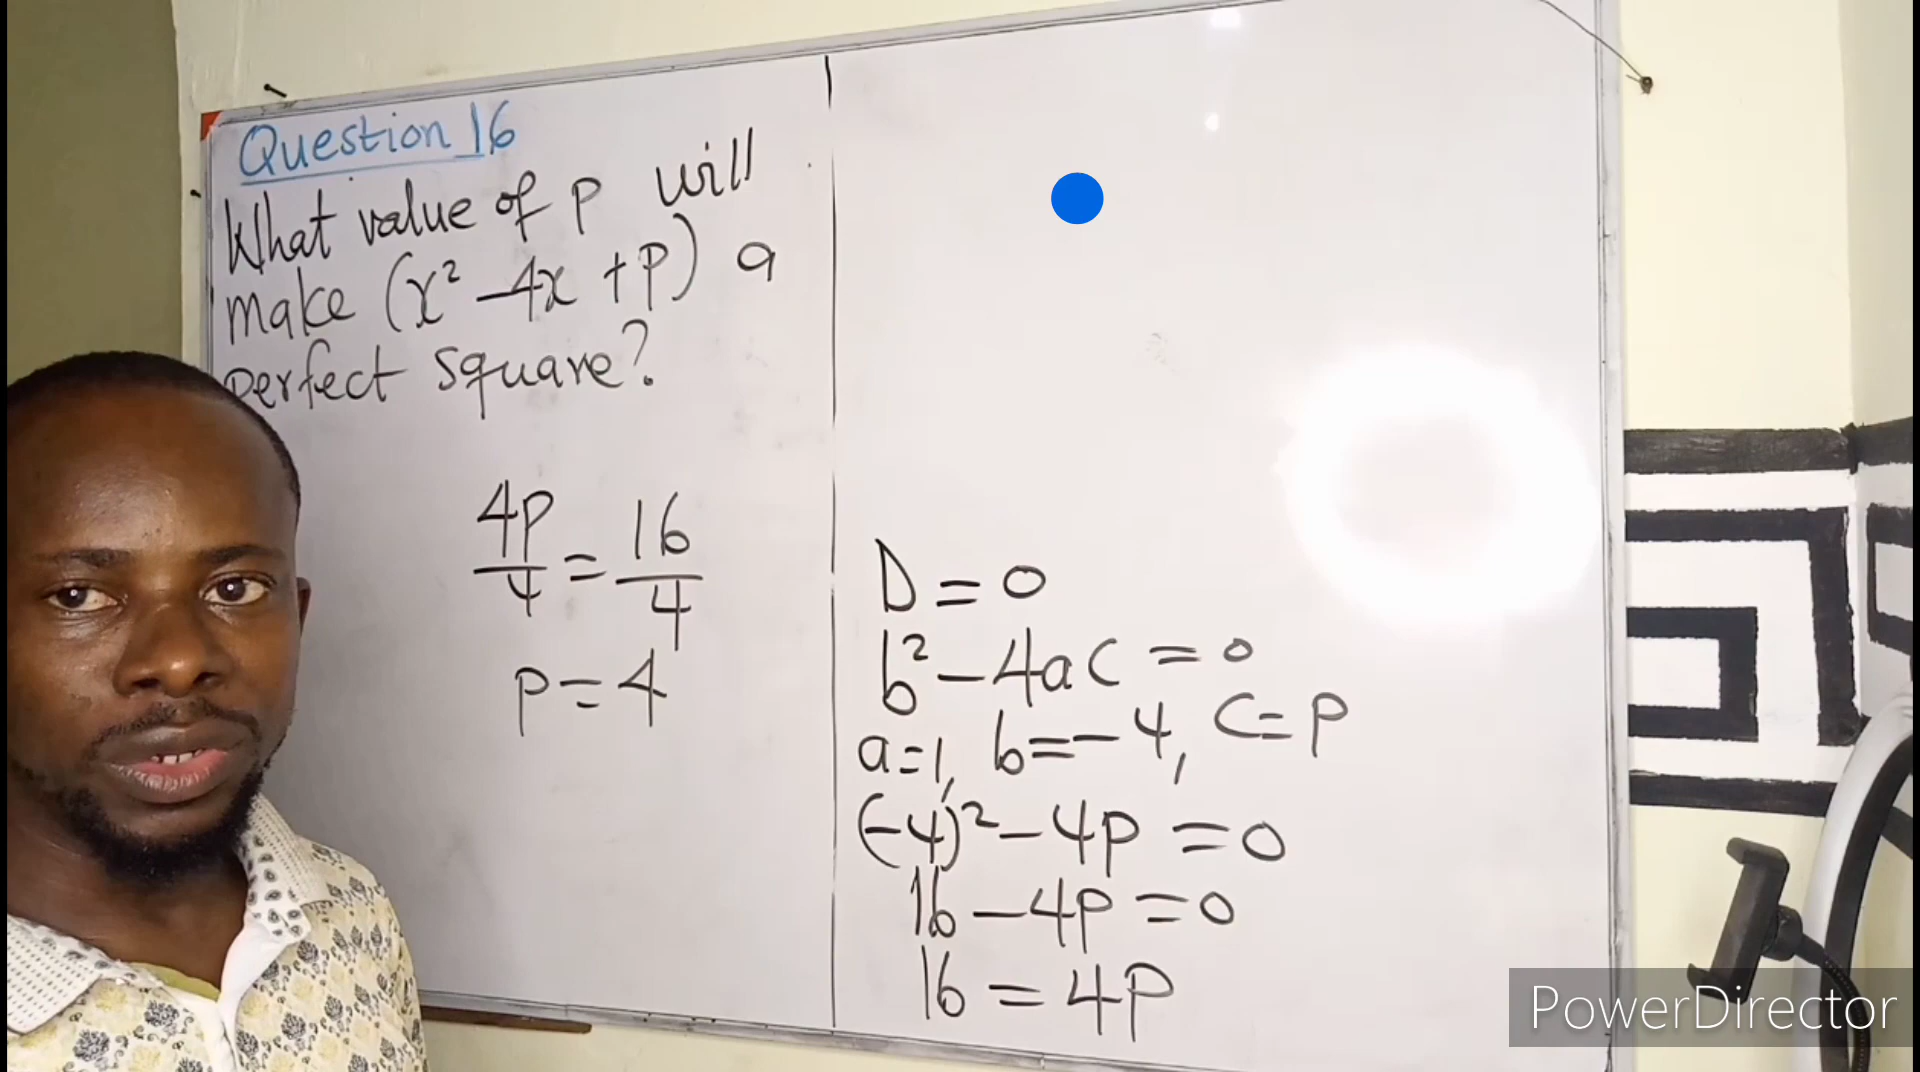 Question 16
What value of p will
make (x² - 4x + p) a
perfect square?
4p/4 = 16/4
p = 4
D = 0
b² - 4ac = 0
a = 1, b = -4, c = p
(-4)² - 4p = 0
16 - 4p = 0
16 = 4p
PowerDirector